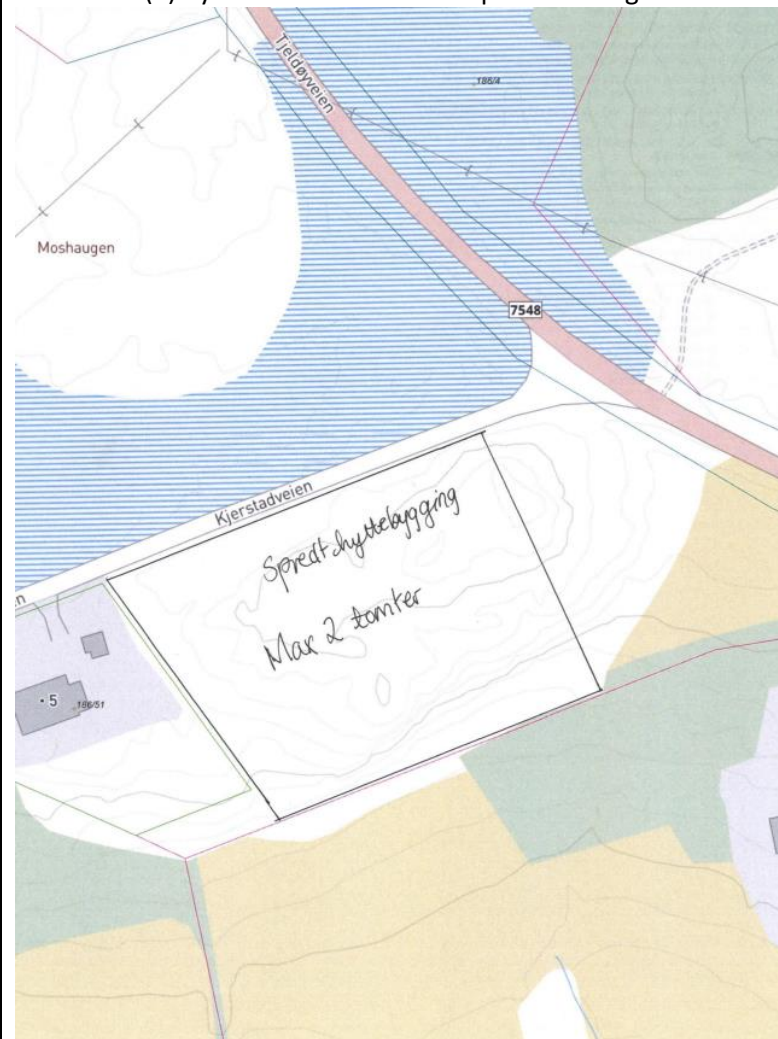 Tjeldøyveien
186/4
Moshaugen
7548
Kjerstadveien
Spredt hyttebygging
Max 2 tomter
5
186/51